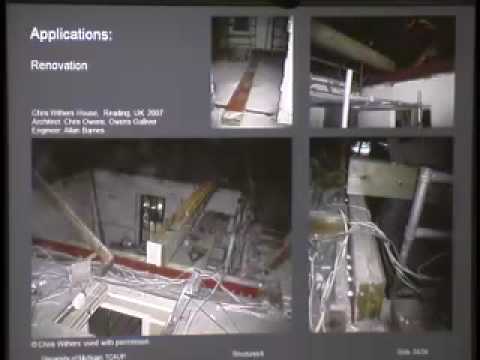 Applications:
Renovation
Chris Withers House, Reading, UK 2007
Architect: Chris Owens, Owens Galliver
Engineer: Allan Barnes
© Chris Withers used with permission
University of Michigan, TCAUP
Structures II
Slide